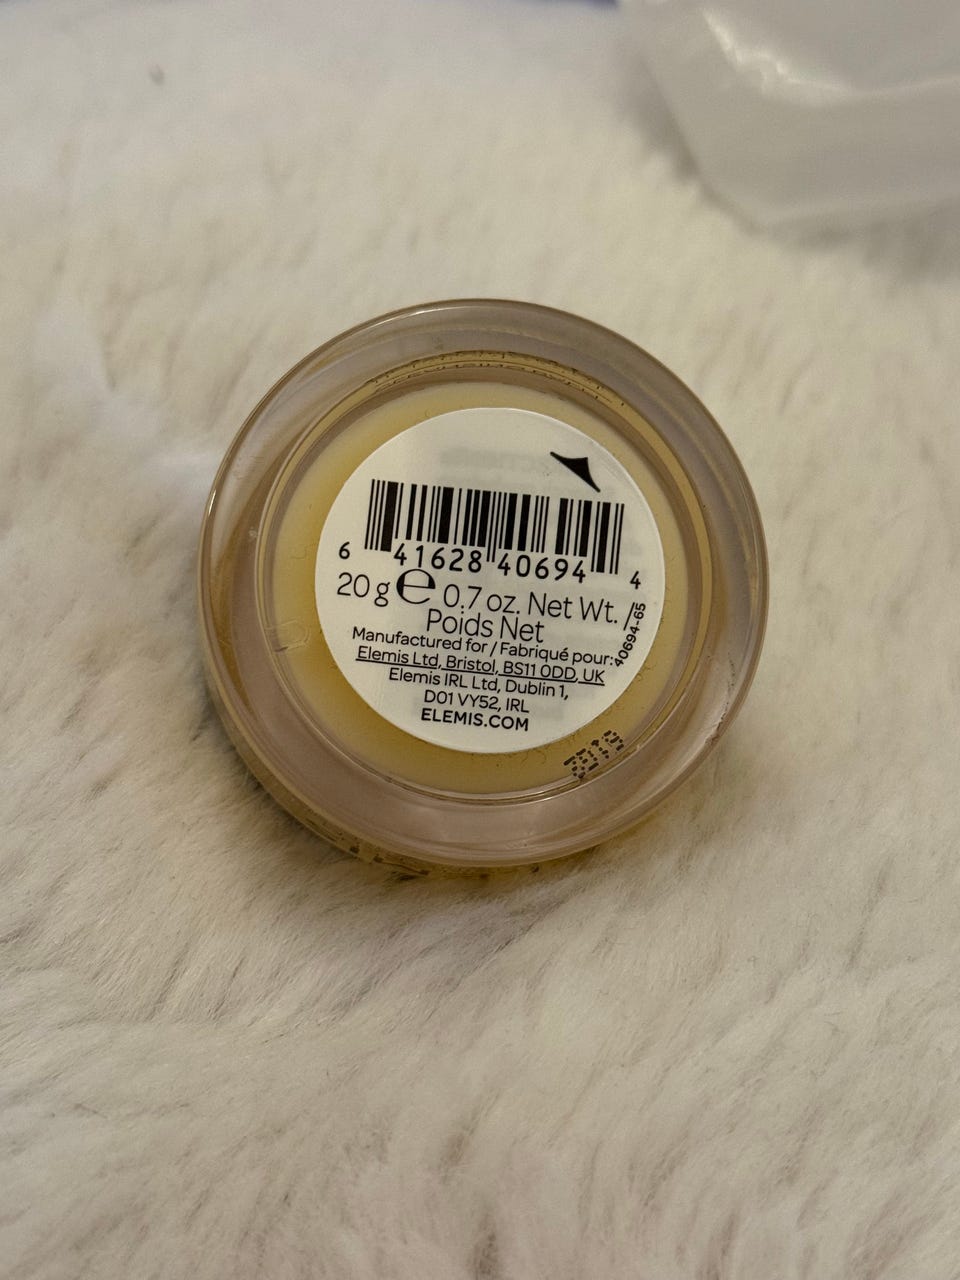 6 41628 40694 4
20 g e 0.7 oz. Net Wt. /
Poids Net
40694-65
Manufactured for / Fabriqué pour:
Elemis Ltd, Bristol, BS11 0DD, UK
Elemis IRL Ltd, Dublin 1,
D01 VY52, IRL
ELEMIS.COM